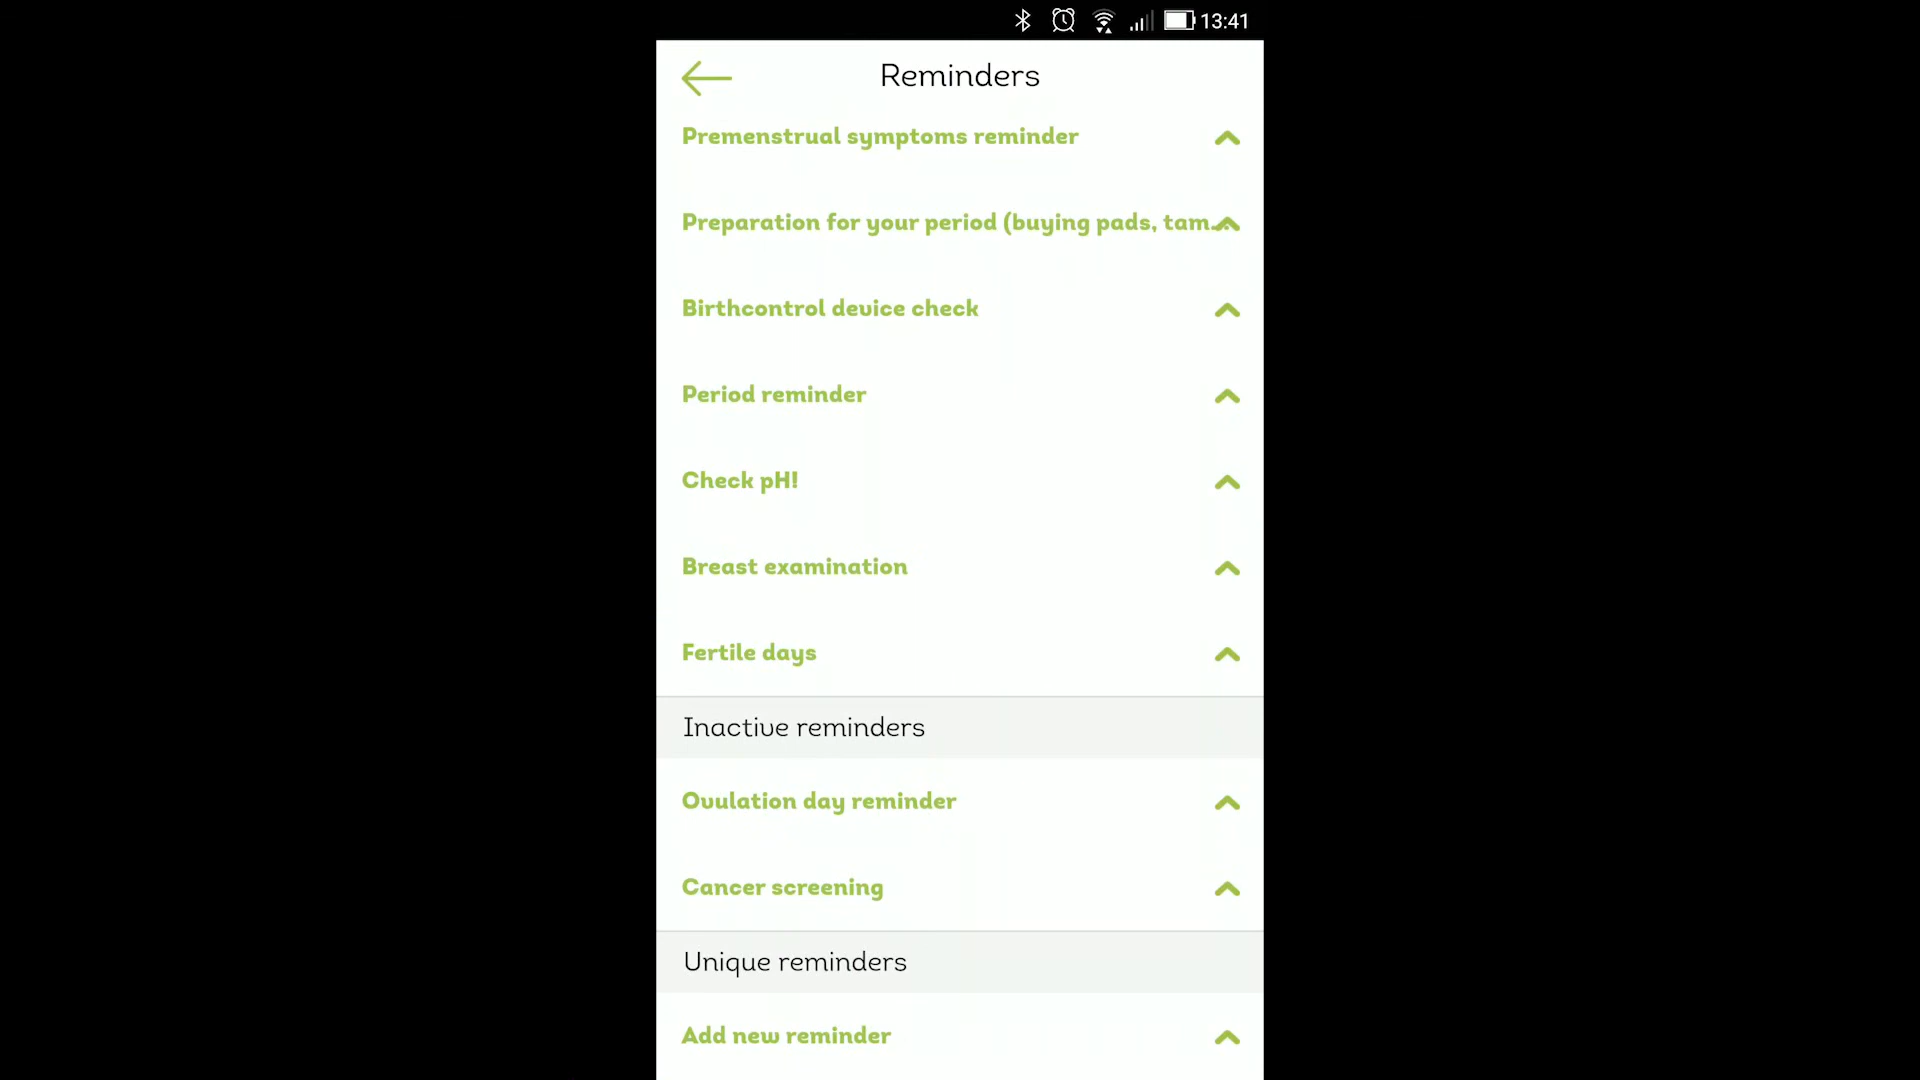 13:41
Reminders
Premenstrual symptoms reminder
Preparation for your period (buying pads, tam...
Birthcontrol device check
Period reminder
Check pH!
Breast examination
Fertile days
Inactive reminders
Ovulation day reminder
Cancer screening
Unique reminders
Add new reminder